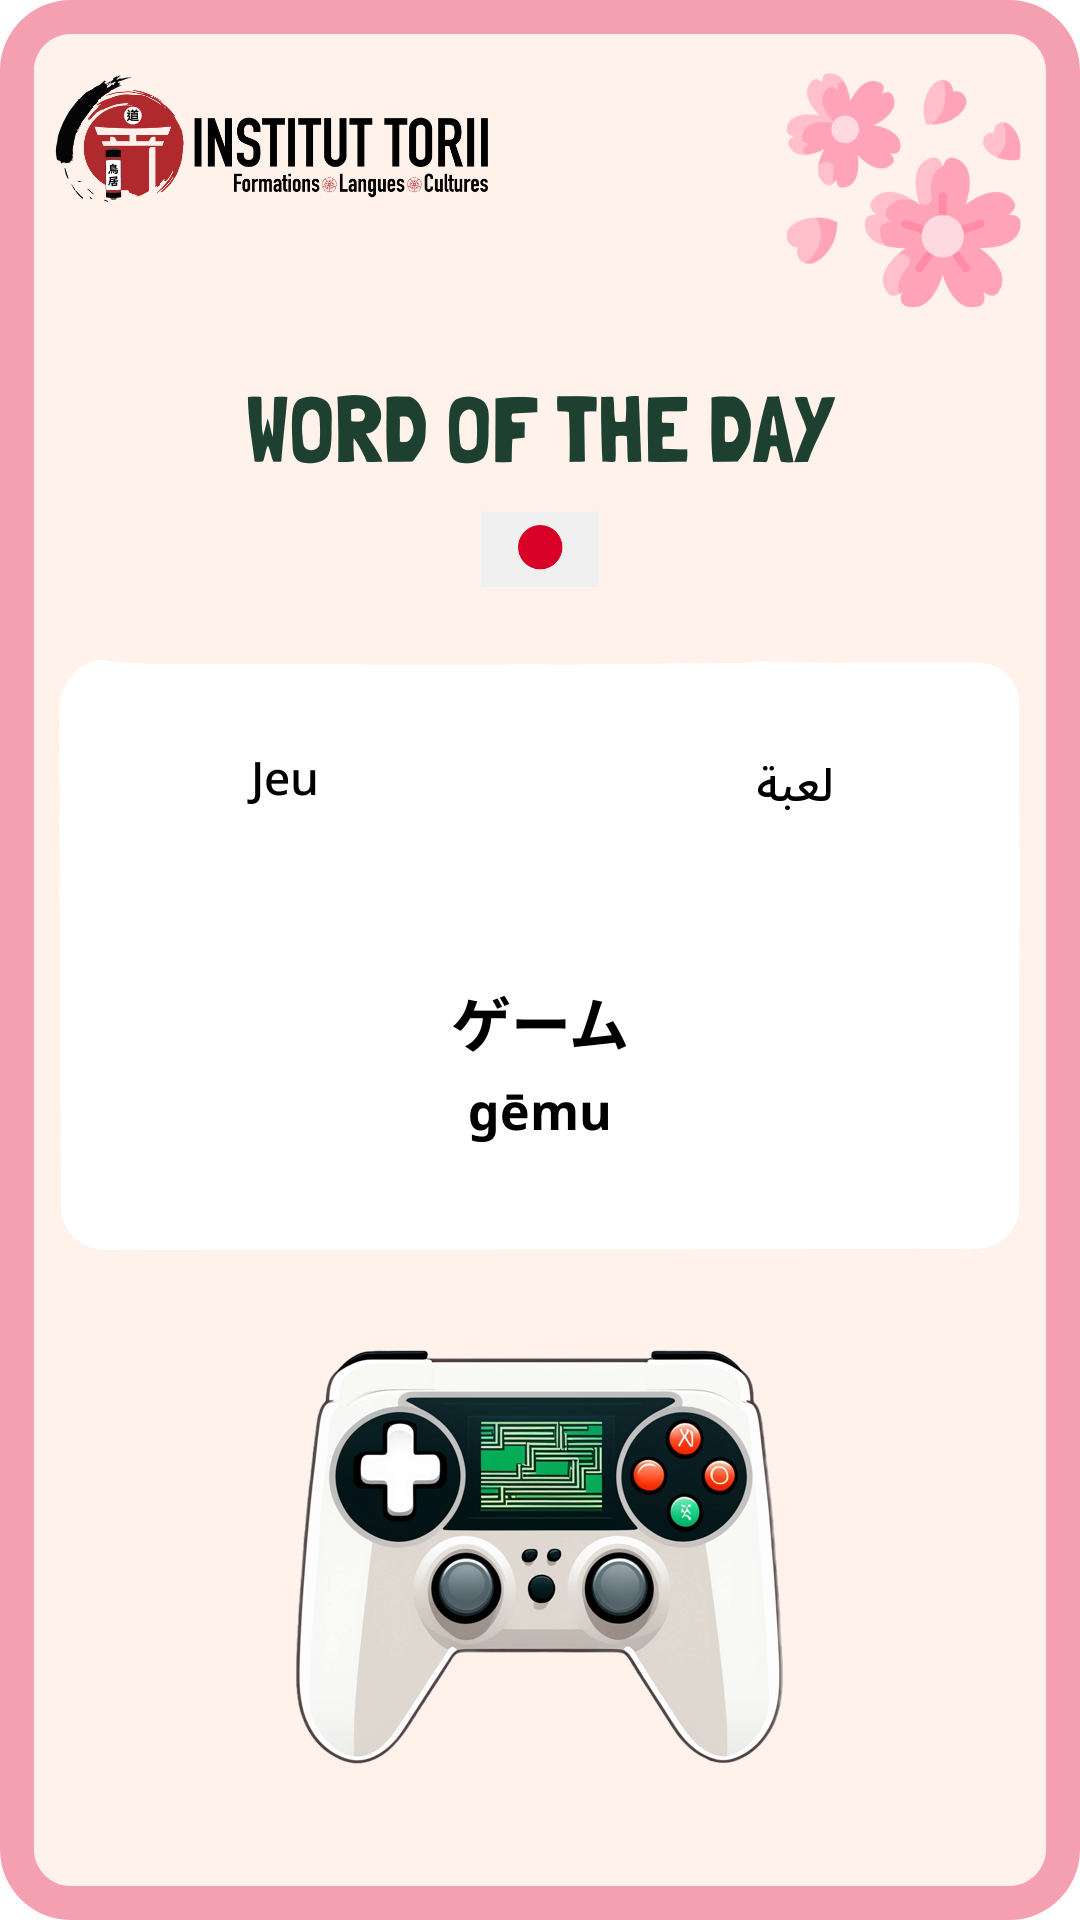 道
鳥居
INSTITUT TORII
Formations Langues Cultures
WORD OF THE DAY
Jeu
لعبة
ゲーム
gēmu